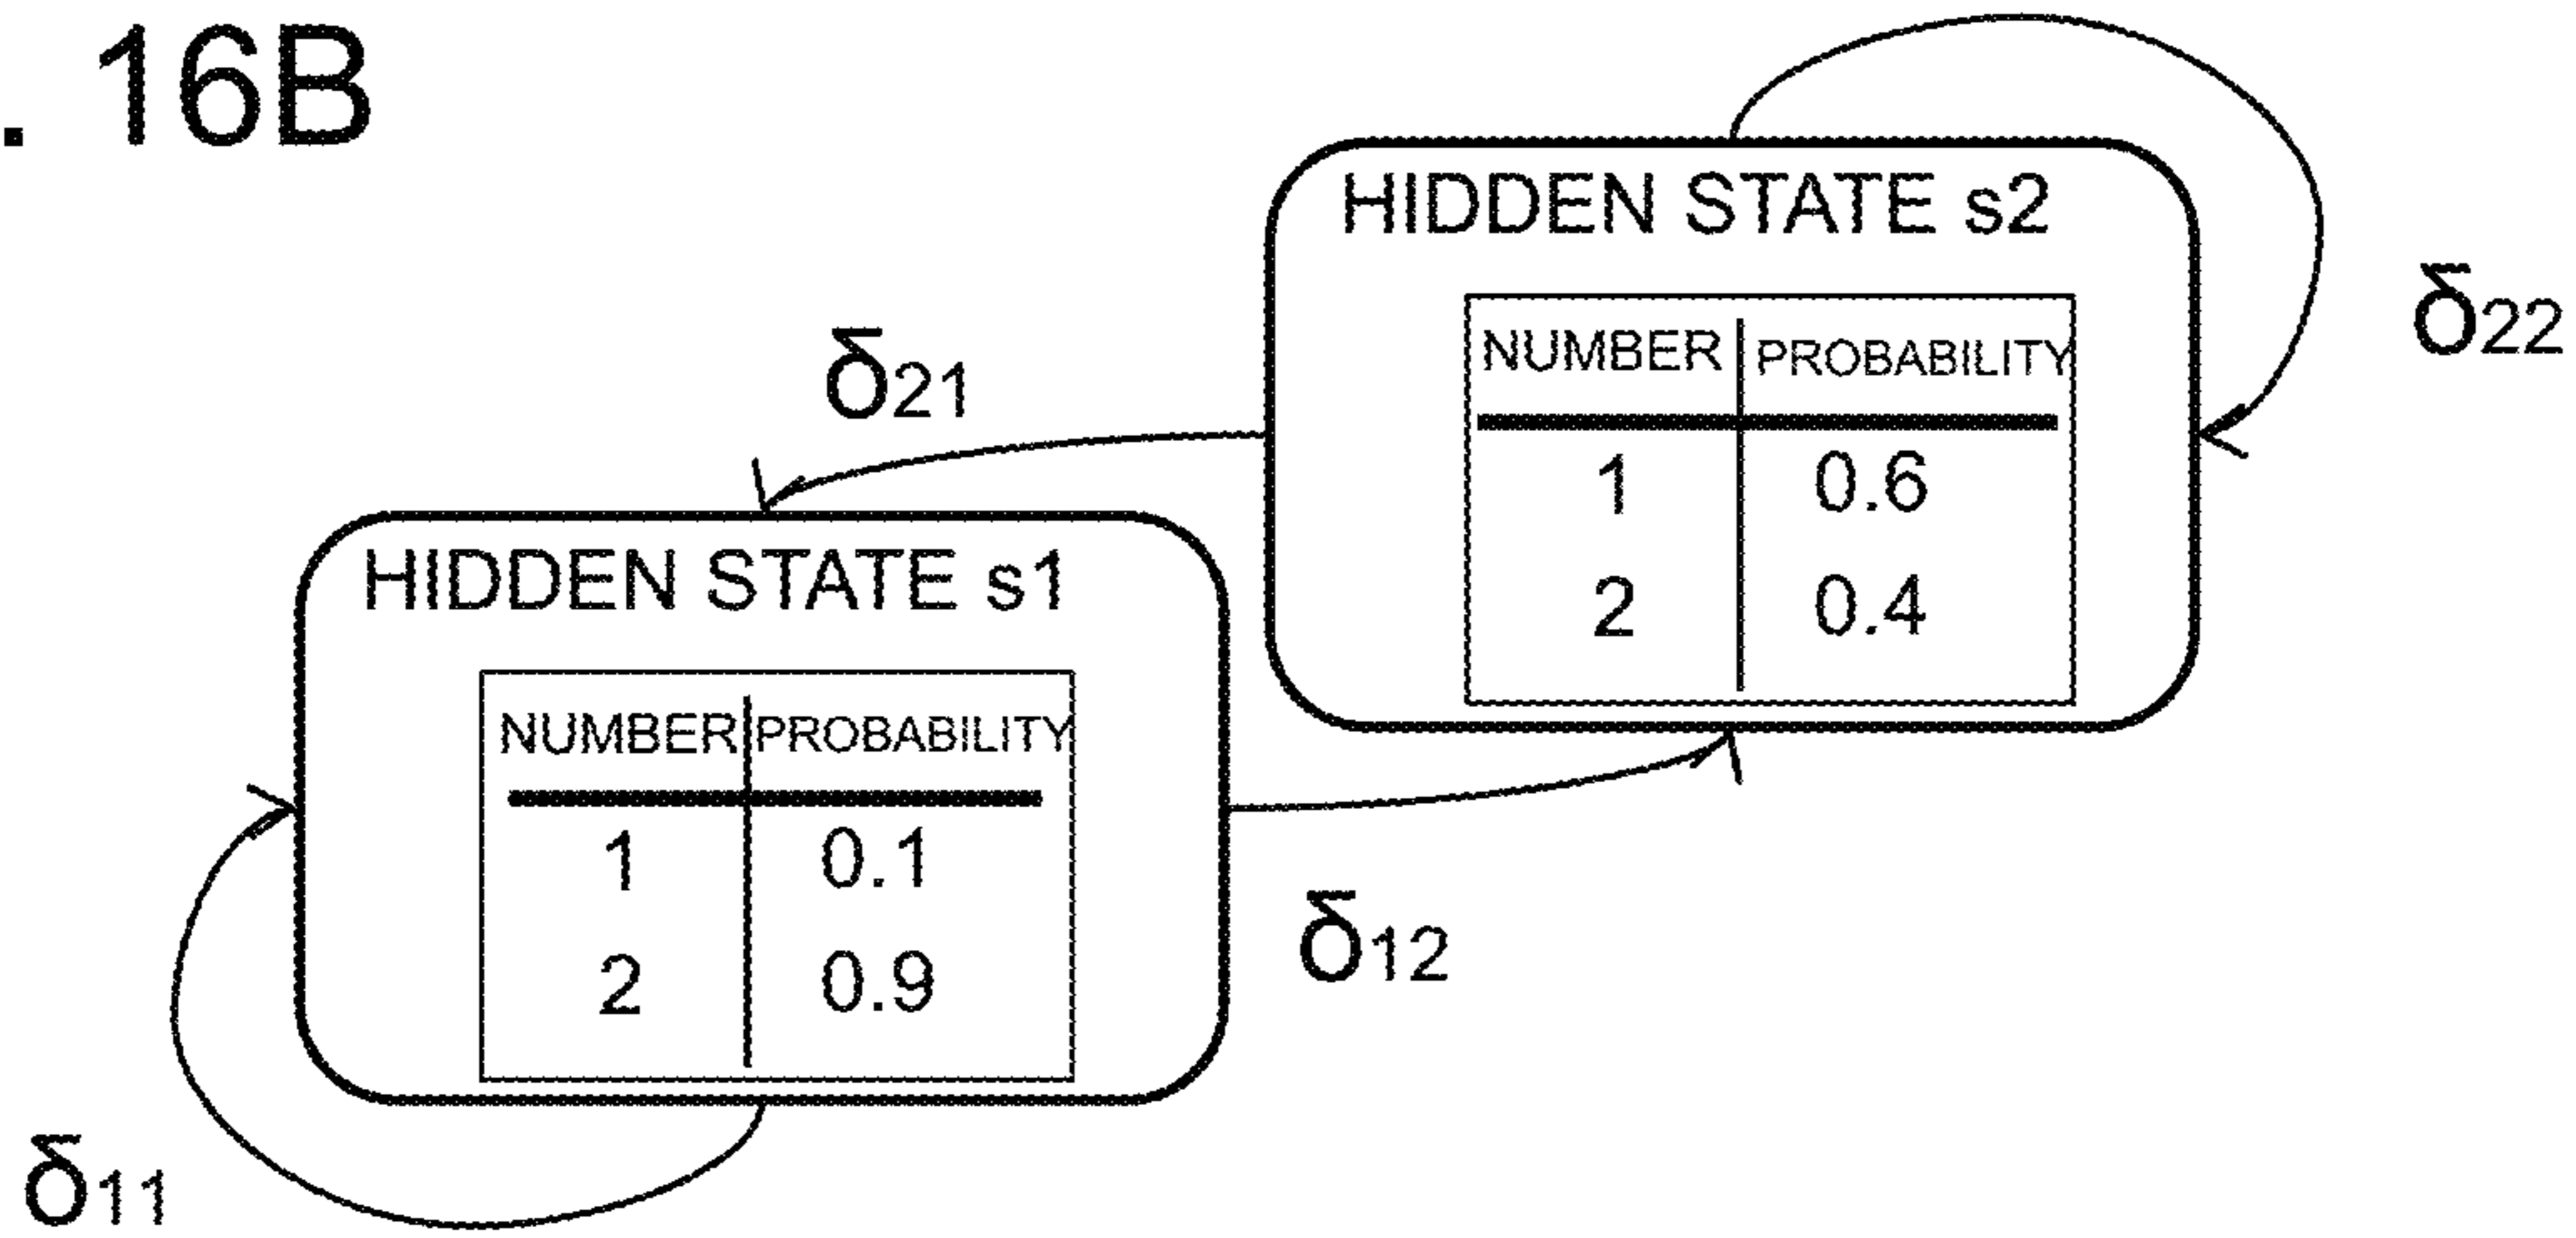 . 16B
HIDDEN STATE s2
NUMBER PROBABILITY
1 0.6
2 0.4
δ22
δ21
HIDDEN STATE s1
NUMBER PROBABILITY
1 0.1
2 0.9
δ12
δ11